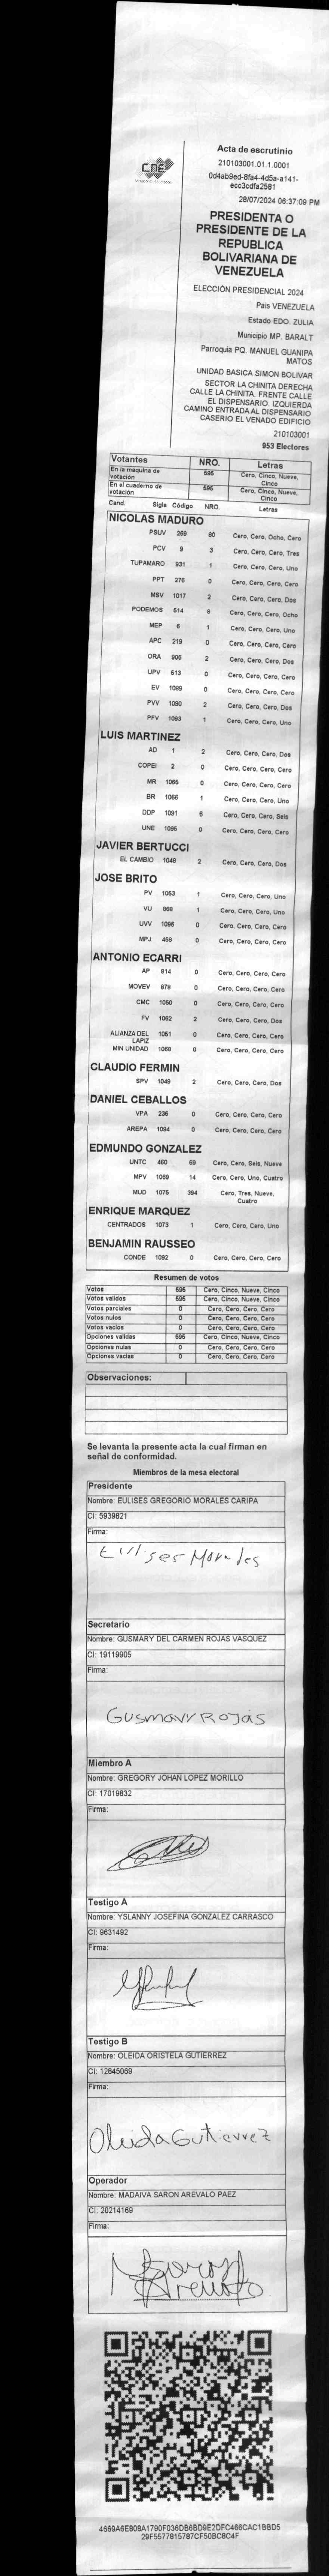 CNE
Acta de escrutinio
210103001.01.1.0001
0d4ab9ed-8fa4-4d5a-a141-
ecc3cdfa2581
28/07/2024 06:37:09 PM
PRESIDENTA O
PRESIDENTE DE LA
REPUBLICA
BOLIVARIANA DE
VENEZUELA
ELECCIÓN PRESIDENCIAL 2024
Pais VENEZUELA
Estado EDO. ZULIA
Municipio MP. BARALT
Parroquia PQ. MANUEL GUANIPA
MATOS
UNIDAD BASICA SIMON BOLIVAR
SECTOR LA CHINITA DERECHA
CALLE LA CHINITA. FRENTE CALLE
EL DISPENSARIO. IZQUIERDA
CAMINO ENTRADA AL DISPENSARIO
CASERIO EL VENADO EDIFICIO
210103001
953 Electores
Votantes NRO. Letras
En la máquina de votación 595 Cero, Cinco, Nueve, Cinco
En el cuaderno de votación 595 Cero, Cinco, Nueve, Cinco
Cand. Sigla Código NRO. Letras
NICOLAS MADURO
PSUV 269 80 Cero, Cero, Ocho, Cero
PCV 9 3 Cero, Cero, Cero, Tres
TUPAMARO 931 1 Cero, Cero, Cero, Uno
PPT 276 0 Cero, Cero, Cero, Cero
MSV 1017 2 Cero, Cero, Cero, Dos
PODEMOS 514 8 Cero, Cero, Cero, Ocho
MEP 6 1 Cero, Cero, Cero, Uno
APC 219 0 Cero, Cero, Cero, Cero
ORA 906 2 Cero, Cero, Cero, Dos
UPV 513 0 Cero, Cero, Cero, Cero
EV 1089 0 Cero, Cero, Cero, Cero
PVV 1090 2 Cero, Cero, Cero, Dos
PFV 1093 1 Cero, Cero, Cero, Uno
LUIS MARTINEZ
AD 1 2 Cero, Cero, Cero, Dos
COPEI 2 0 Cero, Cero, Cero, Cero
MR 1065 0 Cero, Cero, Cero, Cero
BR 1066 1 Cero, Cero, Cero, Uno
DDP 1091 6 Cero, Cero, Cero, Seis
UNE 1095 0 Cero, Cero, Cero, Cero
JAVIER BERTUCCI
EL CAMBIO 1048 2 Cero, Cero, Cero, Dos
JOSE BRITO
PV 1053 1 Cero, Cero, Cero, Uno
VU 868 1 Cero, Cero, Cero, Uno
UVV 1096 0 Cero, Cero, Cero, Cero
MPJ 458 0 Cero, Cero, Cero, Cero
ANTONIO ECARRI
AP 814 0 Cero, Cero, Cero, Cero
MOVEV 879 0 Cero, Cero, Cero, Cero
CMC 1050 0 Cero, Cero, Cero, Cero
FV 1062 2 Cero, Cero, Cero, Dos
ALIANZA DEL LAPIZ 1051 0 Cero, Cero, Cero, Cero
MIN UNIDAD 1068 0 Cero, Cero, Cero, Cero
CLAUDIO FERMIN
SPV 1049 2 Cero, Cero, Cero, Dos
DANIEL CEBALLOS
VPA 236 0 Cero, Cero, Cero, Cero
AREPA 1094 0 Cero, Cero, Cero, Cero
EDMUNDO GONZALEZ
UNTC 460 69 Cero, Cero, Seis, Nueve
MPV 1069 14 Cero, Cero, Uno, Cuatro
MUD 1075 394 Cero, Tres, Nueve, Cuatro
ENRIQUE MARQUEZ
CENTRADOS 1073 1 Cero, Cero, Cero, Uno
BENJAMIN RAUSSEO
CONDE 1092 0 Cero, Cero, Cero, Cero
Resumen de votos
Votos 595 Cero, Cinco, Nueve, Cinco
Votos validos 595 Cero, Cinco, Nueve, Cinco
Votos parciales 0 Cero, Cero, Cero, Cero
Votos nulos 0 Cero, Cero, Cero, Cero
Votos vacios 0 Cero, Cero, Cero, Cero
Opciones validas 595 Cero, Cinco, Nueve, Cinco
Opciones nulas 0 Cero, Cero, Cero, Cero
Opciones vacias 0 Cero, Cero, Cero, Cero
Observaciones:
Se levanta la presente acta la cual firman en
señal de conformidad.
Miembros de la mesa electoral
Presidente
Nombre: EULISES GREGORIO MORALES CARIPA
CI: 5939821
Firma:
Eulises Morales
Secretario
Nombre: GUSMARY DEL CARMEN ROJAS VASQUEZ
CI: 19119905
Firma:
Gusmary Rojas
Miembro A
Nombre: GREGORY JOHAN LOPEZ MORILLO
CI: 17019832
Firma:
Testigo A
Nombre: YSLANNY JOSEFINA GONZALEZ CARRASCO
CI: 9631492
Firma:
Testigo B
Nombre: OLEIDA ORISTELA GUTIERREZ
CI: 12845069
Firma:
Oleida Gutierrez
Operador
Nombre: MADAIVA SARON AREVALO PAEZ
CI: 20214169
Firma:
4669A6E808A1790F036DB6BD9E2DFC466CAC1BBD5
29F5577815787CF50BC8C4F